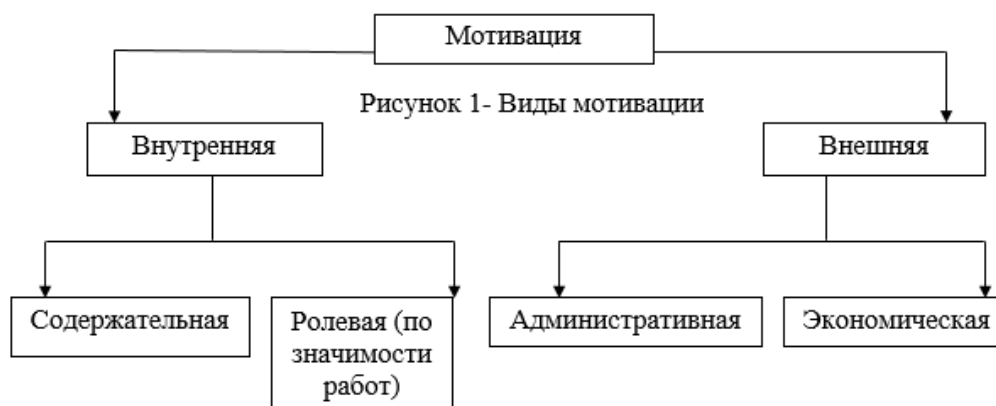 Мотивация
Рисунок 1- Виды мотивации
Внутренняя
Внешняя
Содержательная
Ролевая (по
значимости
работ)
Административная
Экономическая